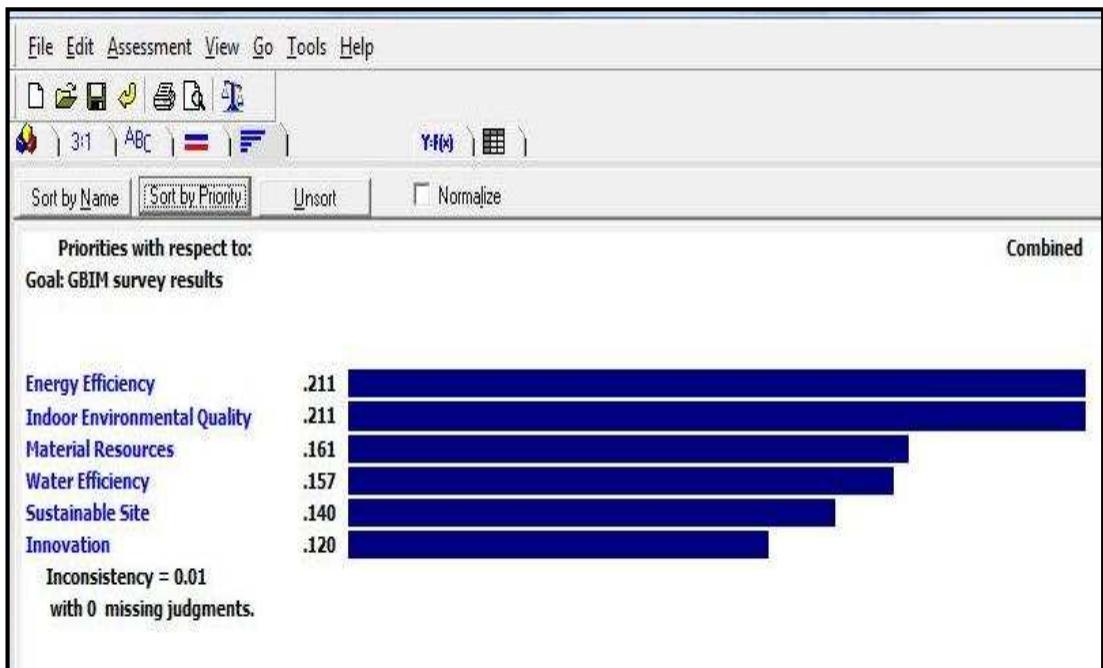 File Edit Assessment View Go Tools Help
3:1 ABC Y:F(x)
Sort by Name Sort by Priority Unsort Normalize
Priorities with respect to: Combined
Goal: GBIM survey results
Energy Efficiency .211
Indoor Environmental Quality .211
Material Resources .161
Water Efficiency .157
Sustainable Site .140
Innovation .120
Inconsistency = 0.01
with 0 missing judgments.